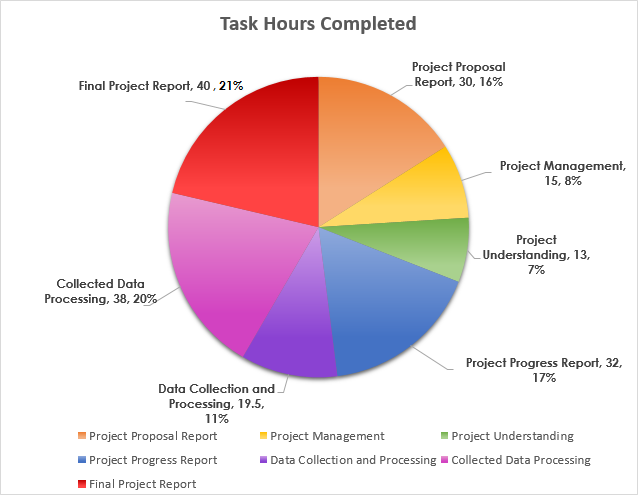 Task Hours Completed
Project Proposal
Report, 30, 16%
Final Project Report, 40 , 21%
Project Management,
15, 8%
Project
Understanding, 13,
7%
Collected Data
Processing, 38, 20%
Project Progress Report, 32,
17%
Data Collection and
Processing, 19.5,
11%
Project Proposal Report
Project Management
Project Understanding
Project Progress Report
Data Collection and Processing
Collected Data Processing
Final Project Report